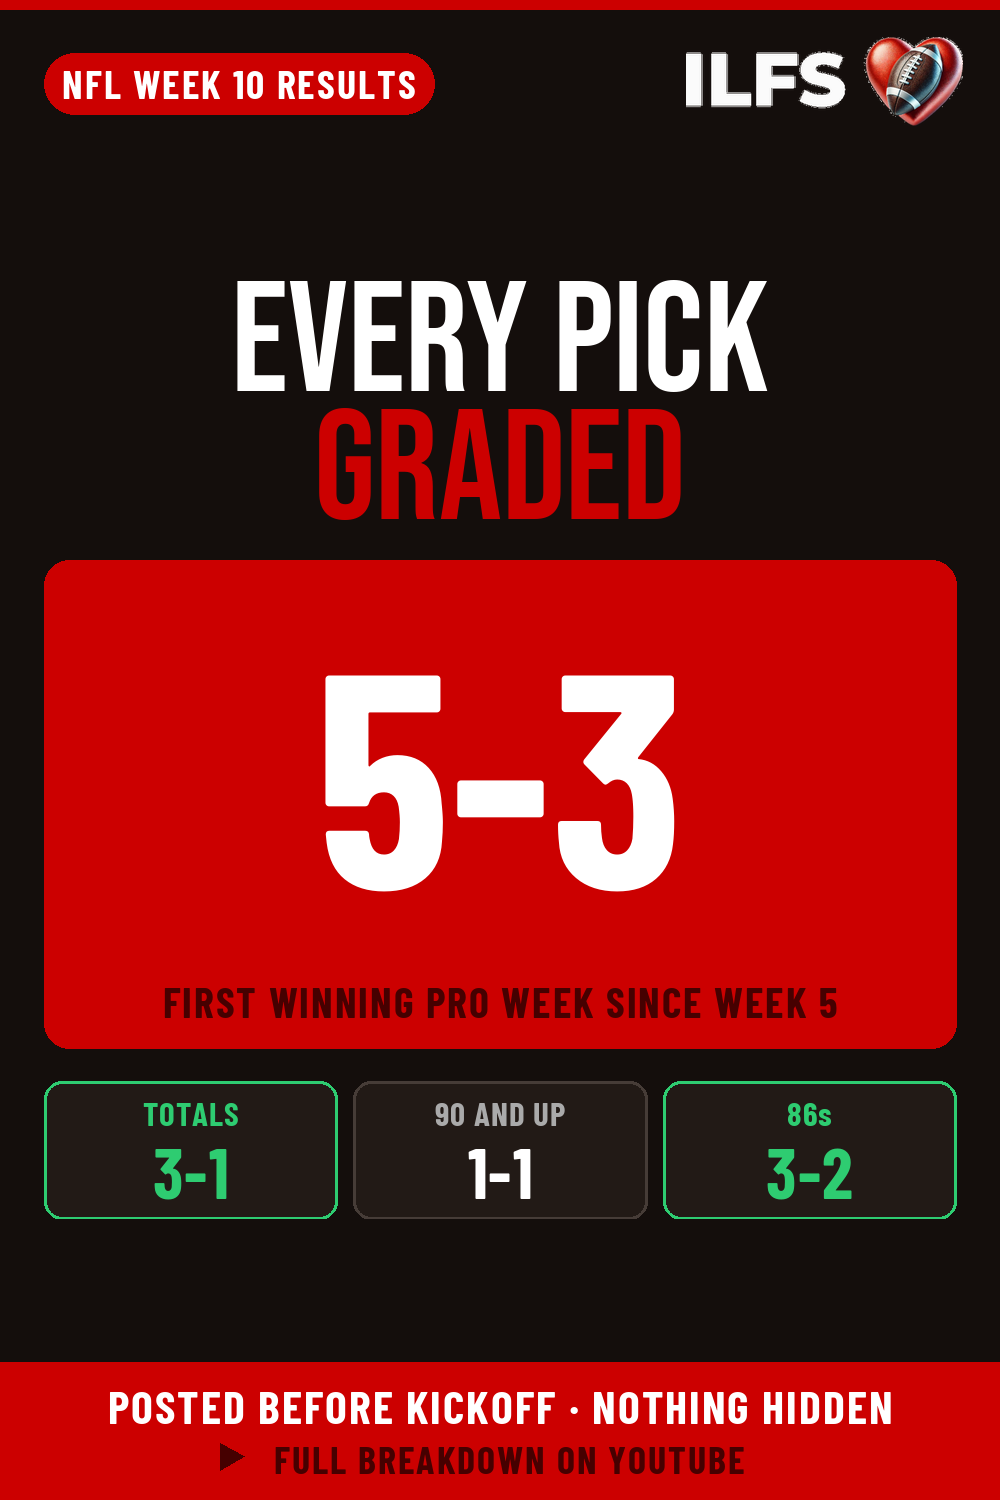 NFL WEEK 10 RESULTS
ILFS
EVERY PICK
GRADED
5-3
FIRST WINNING PRO WEEK SINCE WEEK 5
TOTALS
3-1
90 AND UP
1-1
86s
3-2
POSTED BEFORE KICKOFF · NOTHING HIDDEN
FULL BREAKDOWN ON YOUTUBE